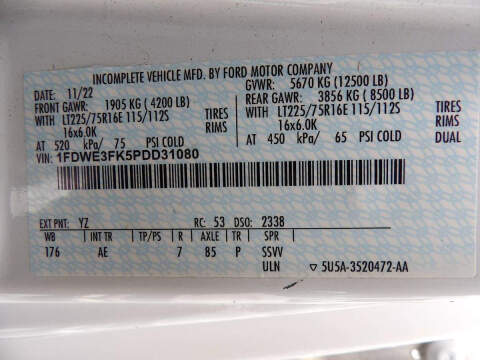 INCOMPLETE VEHICLE MFD. BY FORD MOTOR COMPANY
DATE: 11/22 GVWR: 5670 KG (12500 LB)
FRONT GAWR: 1905 KG (4200 LB) REAR GAWR: 3856 KG (8500 LB)
WITH LT225/75R16E 115/112S TIRES WITH LT225/75R16E 115/112S TIRES
16x6.0K RIMS 16x6.0K RIMS
AT 520 kPa/ 75 PSI COLD AT 450 kPa/ 65 PSI COLD DUAL
VIN: 1FDWE3FK5PDD31080
EXT PNT: YZ RC: 53 DSO: 2338
WB INT TR TP/PS R AXLE TR SPR
176 AE 7 85 P SSVV
ULN ▽ 5U5A-3520472-AA